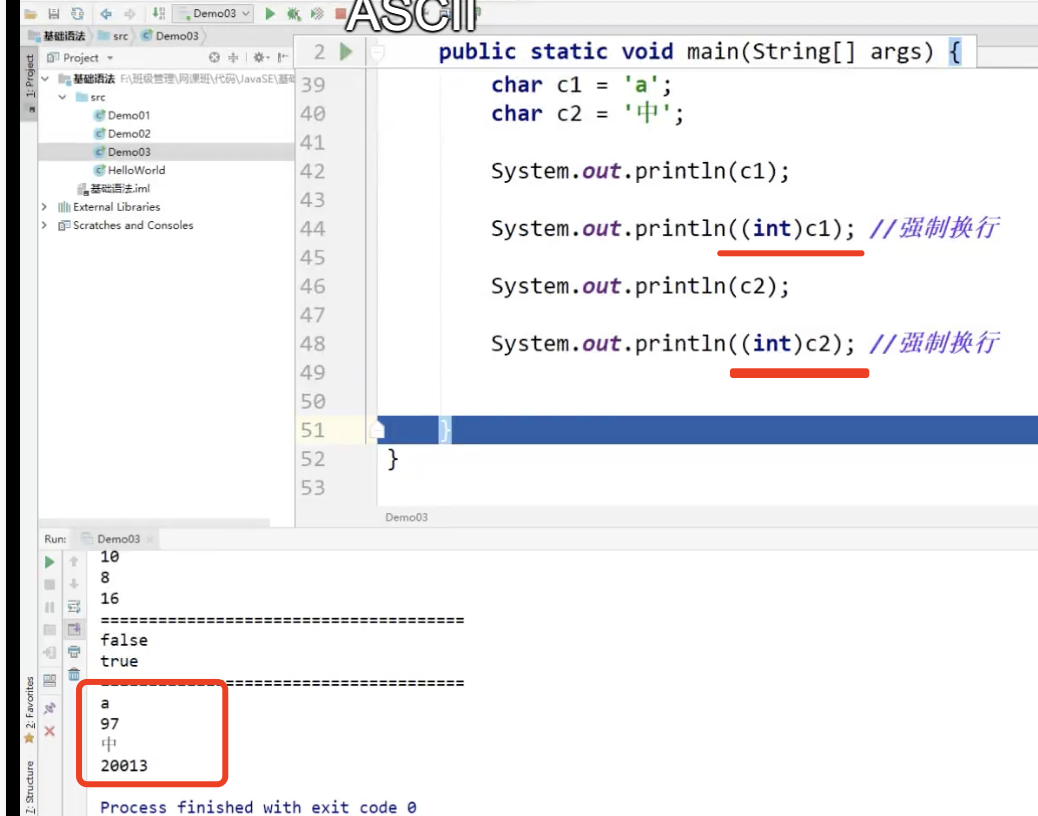 ASCII
Demo03
基础语法 src Demo03
1: Project
Project
基础语法 F:\班级管理\网课班\代码\JavaSE\基础
src
Demo01
Demo02
Demo03
HelloWorld
基础语法.iml
External Libraries
Scratches and Consoles
2 public static void main(String[] args) {
39 char c1 = 'a';
40 char c2 = '中';
41
42 System.out.println(c1);
43
44 System.out.println((int)c1); //强制换行
45
46 System.out.println(c2);
47
48 System.out.println((int)c2); //强制换行
49
50
51 }
52 }
53
Demo03
Run: Demo03
10
8
16
======================================
false
true
======================================
a
97
中
20013
Process finished with exit code 0
2: Favorites
7: Structure